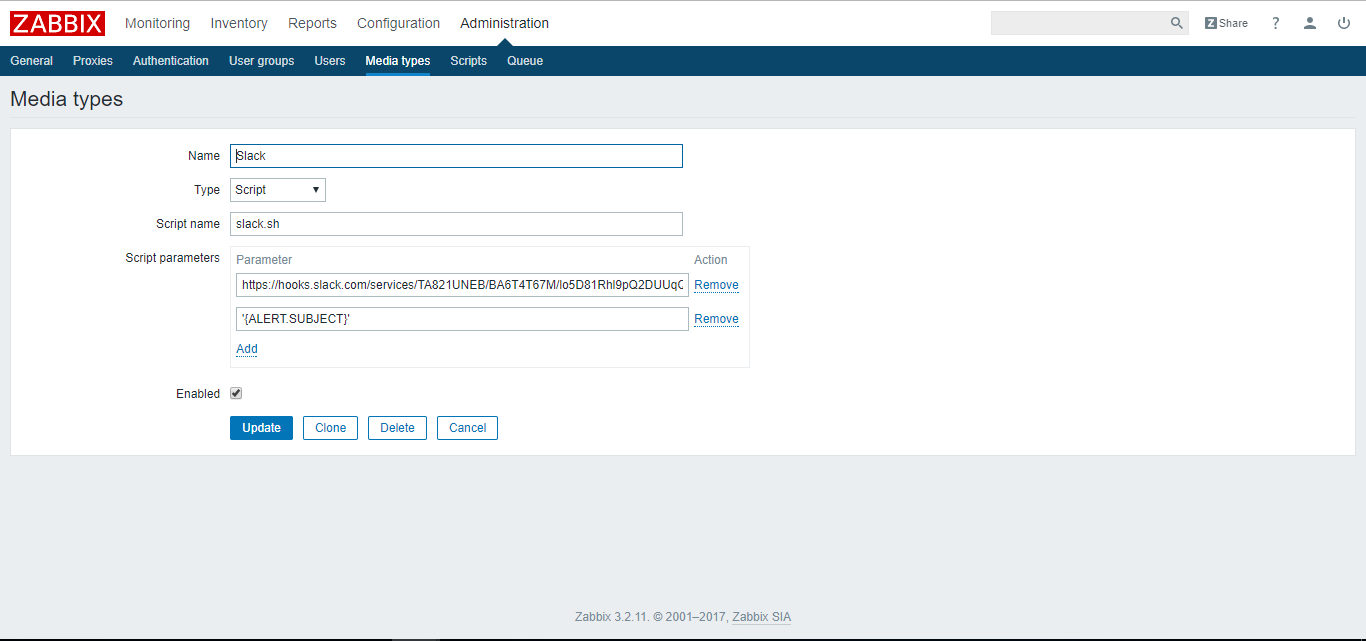 ZABBIX Monitoring Inventory Reports Configuration Administration Share ?
General Proxies Authentication User groups Users Media types Scripts Queue
Media types
Name Slack
Type Script
Script name slack.sh
Script parameters Parameter Action
https://hooks.slack.com/services/TA821UNEB/BA6T4T67M/lo5D81Rhl9pQ2DUUqC Remove
'{ALERT.SUBJECT}' Remove
Add
Enabled
Update Clone Delete Cancel
Zabbix 3.2.11. © 2001–2017, Zabbix SIA